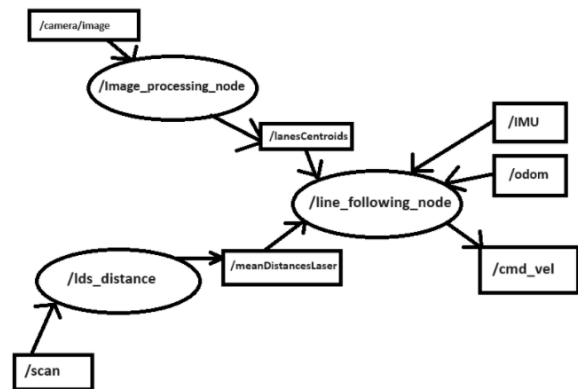 /camera/image
/Image_processing_node
/lanesCentroids
/IMU
/odom
/line_following_node
/meanDistancesLaser
/cmd_vel
/lds_distance
/scan